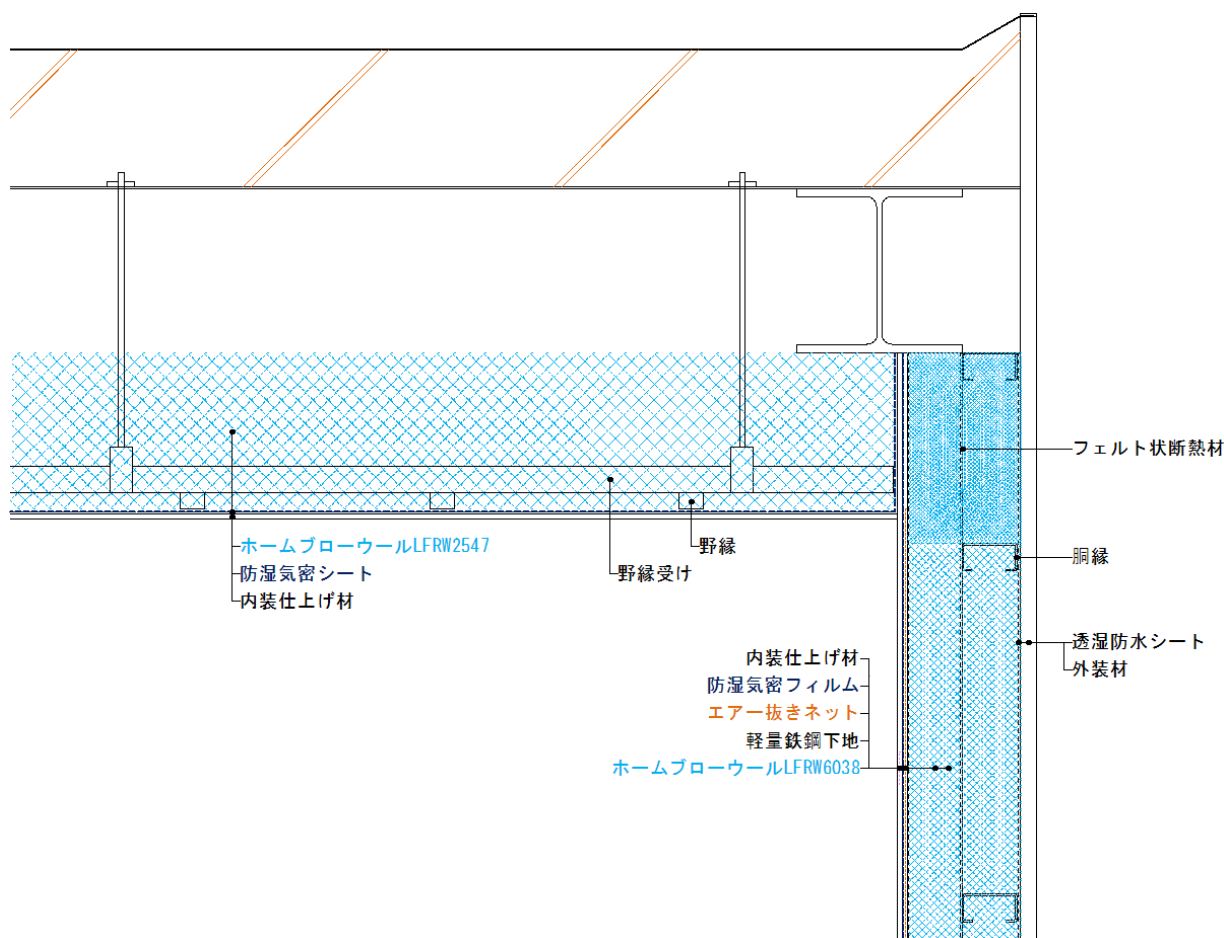 フェルト状断熱材
ホームブローウールLFRW2547
防湿気密シート
内装仕上げ材
野縁
野縁受け
胴縁
透湿防水シート
外装材
内装仕上げ材
防湿気密フィルム
エアー抜きネット
軽量鉄鋼下地
ホームブローウールLFRW6038